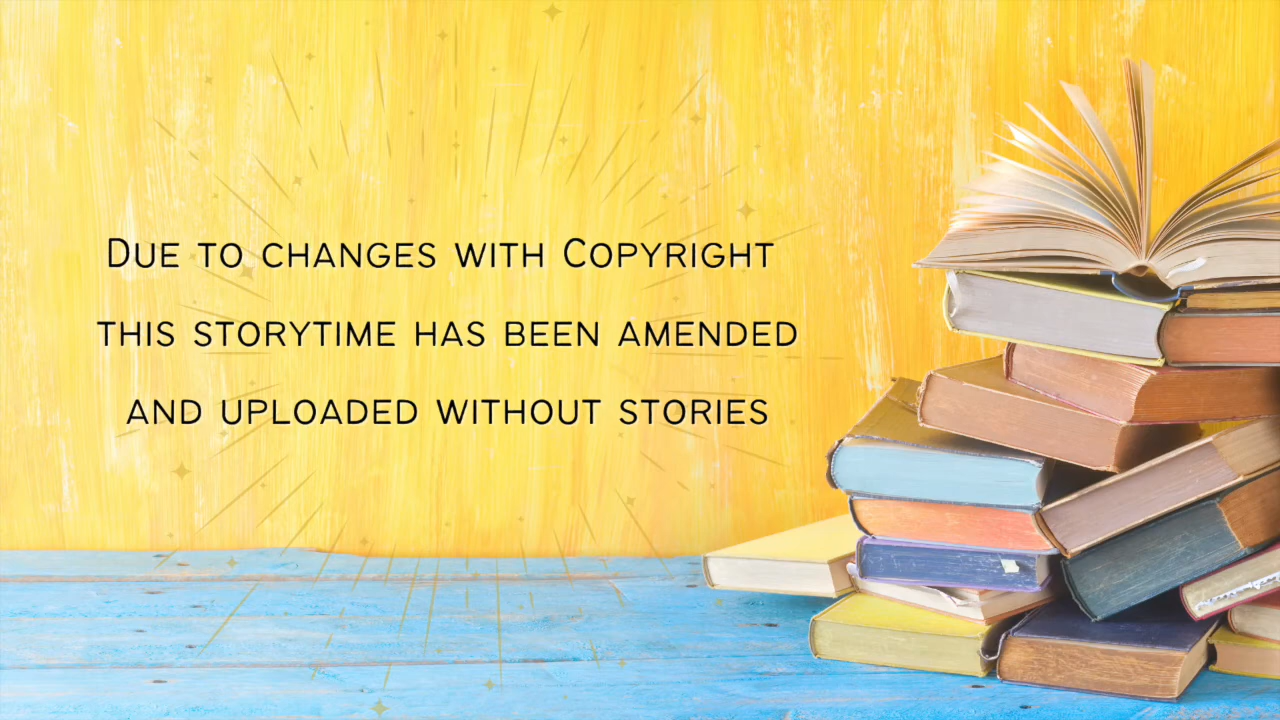 Due to changes with Copyright
this storytime has been amended
and uploaded without stories